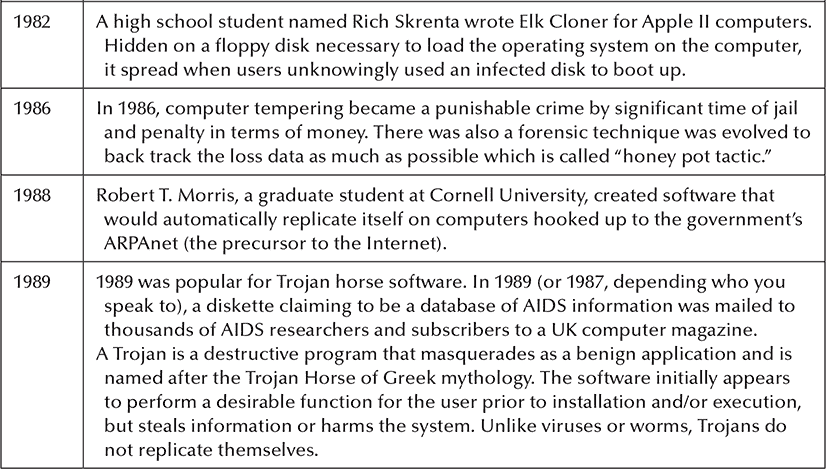 1982 A high school student named Rich Skrenta wrote Elk Cloner for Apple II computers.
Hidden on a floppy disk necessary to load the operating system on the computer,
it spread when users unknowingly used an infected disk to boot up.
1986 In 1986, computer tempering became a punishable crime by significant time of jail
and penalty in terms of money. There was also a forensic technique was evolved to
back track the loss data as much as possible which is called “honey pot tactic.”
1988 Robert T. Morris, a graduate student at Cornell University, created software that
would automatically replicate itself on computers hooked up to the government’s
ARPAnet (the precursor to the Internet).
1989 1989 was popular for Trojan horse software. In 1989 (or 1987, depending who you
speak to), a diskette claiming to be a database of AIDS information was mailed to
thousands of AIDS researchers and subscribers to a UK computer magazine.
A Trojan is a destructive program that masquerades as a benign application and is
named after the Trojan Horse of Greek mythology. The software initially appears
to perform a desirable function for the user prior to installation and/or execution,
but steals information or harms the system. Unlike viruses or worms, Trojans do
not replicate themselves.